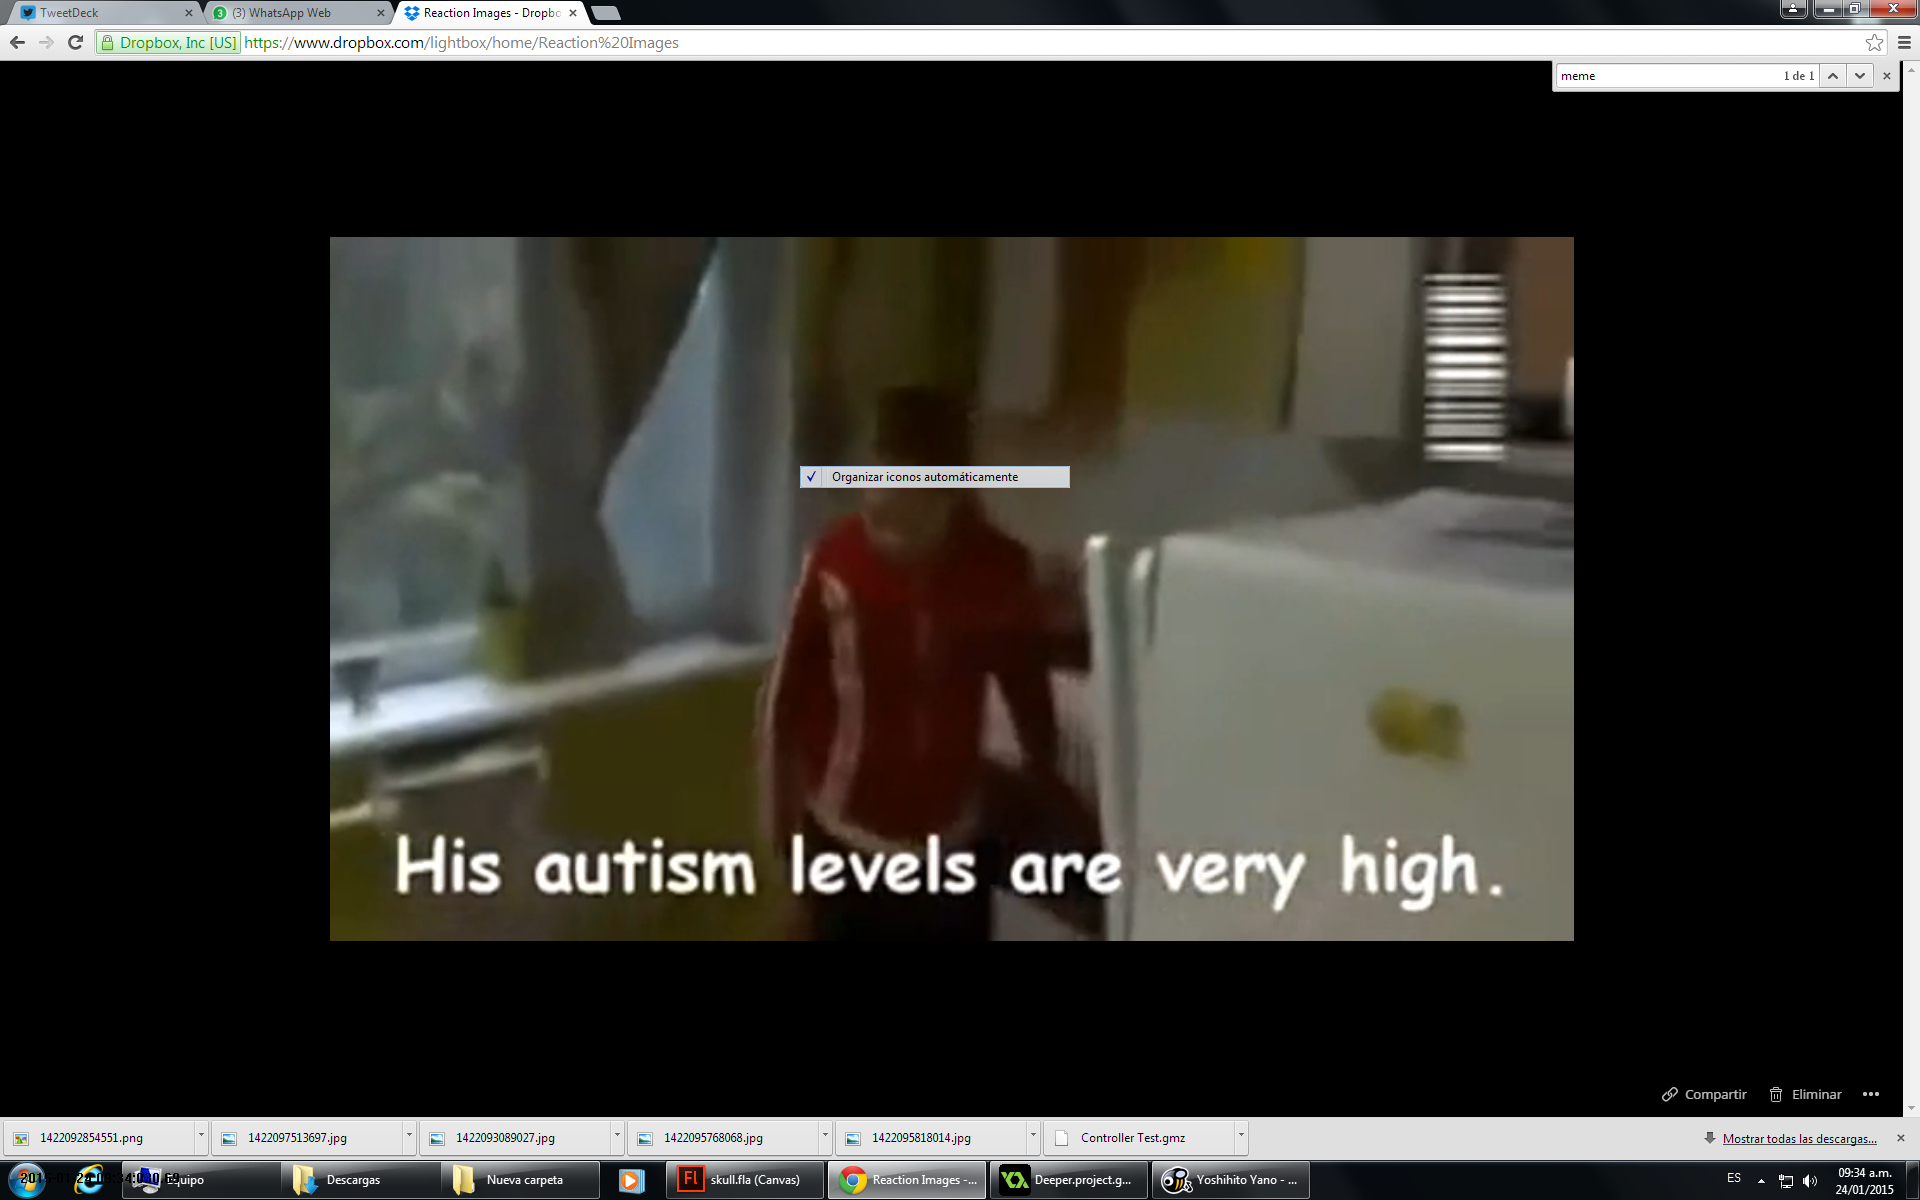 TweetDeck
3
(3) WhatsApp Web
Reaction Images - Dropbo
Dropbox, Inc [US]
https://www.dropbox.com/lightbox/home/Reaction%20Images
meme
1 de 1
Organizar iconos automáticamente
His autism levels are very high.
Compartir
Eliminar
1422092854551.png
1422097513697.jpg
1422093089027.jpg
1422095768068.jpg
1422095818014.jpg
Controller Test.gmz
Mostrar todas las descargas...
Descargas
Nueva carpeta
Fl
skull.fla (Canvas)
Reaction Images -...
Deeper.project.g...
Yoshihito Yano - ...
ES
09:34 a.m.
24/01/2015